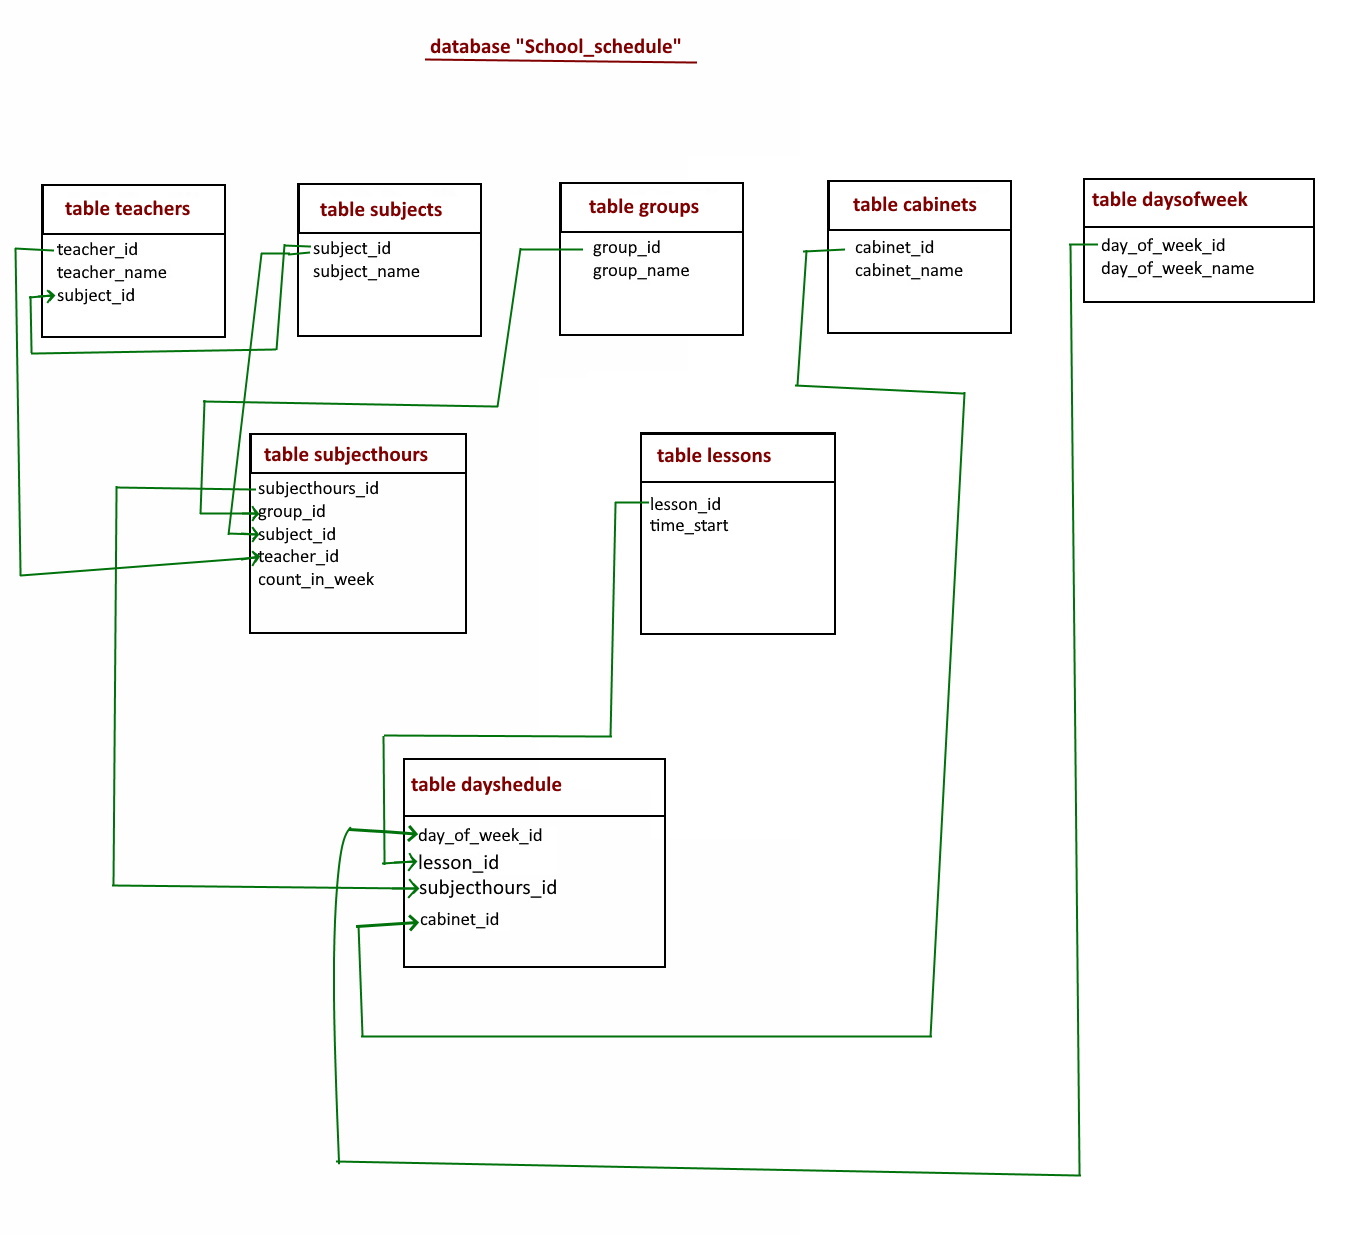 database "School_schedule"
table teachers
teacher_id
teacher_name
subject_id
table subjects
subject_id
subject_name
table groups
group_id
group_name
table cabinets
cabinet_id
cabinet_name
table daysofweek
day_of_week_id
day_of_week_name
table subjecthours
subjecthours_id
group_id
subject_id
teacher_id
count_in_week
table lessons
lesson_id
time_start
table dayshedule
day_of_week_id
lesson_id
subjecthours_id
cabinet_id